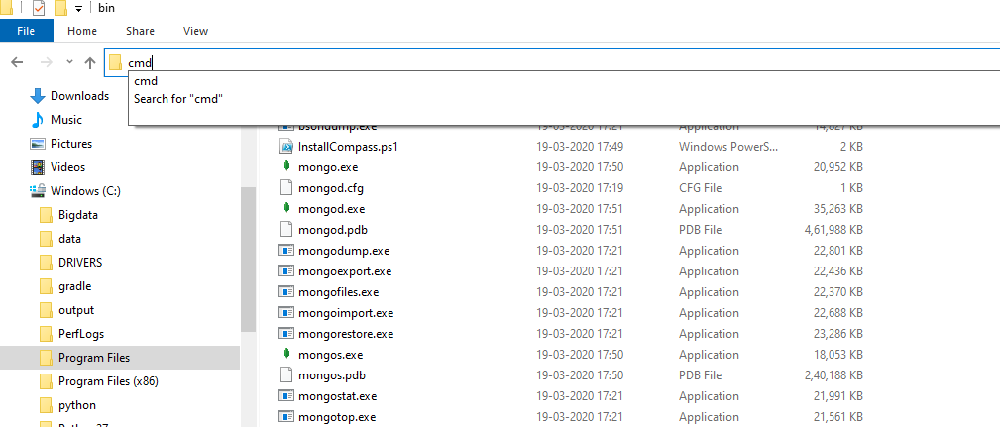 bin
File Home Share View
cmd
cmd
Search for "cmd"
Downloads
Music
Pictures
Videos
Windows (C:)
Bigdata
data
DRIVERS
gradle
output
PerfLogs
Program Files
Program Files (x86)
python
bsondump.exe 19-03-2020 17:21 Application 14,627 KB
InstallCompass.ps1 19-03-2020 17:49 Windows PowerS... 2 KB
mongo.exe 19-03-2020 17:50 Application 20,952 KB
mongod.cfg 19-03-2020 17:19 CFG File 1 KB
mongod.exe 19-03-2020 17:51 Application 35,263 KB
mongod.pdb 19-03-2020 17:51 PDB File 4,61,988 KB
mongodump.exe 19-03-2020 17:21 Application 22,801 KB
mongoexport.exe 19-03-2020 17:21 Application 22,436 KB
mongofiles.exe 19-03-2020 17:21 Application 22,370 KB
mongoimport.exe 19-03-2020 17:21 Application 22,688 KB
mongorestore.exe 19-03-2020 17:21 Application 23,286 KB
mongos.exe 19-03-2020 17:50 Application 18,053 KB
mongos.pdb 19-03-2020 17:50 PDB File 2,40,188 KB
mongostat.exe 19-03-2020 17:21 Application 21,991 KB
mongotop.exe 19-03-2020 17:21 Application 21,561 KB